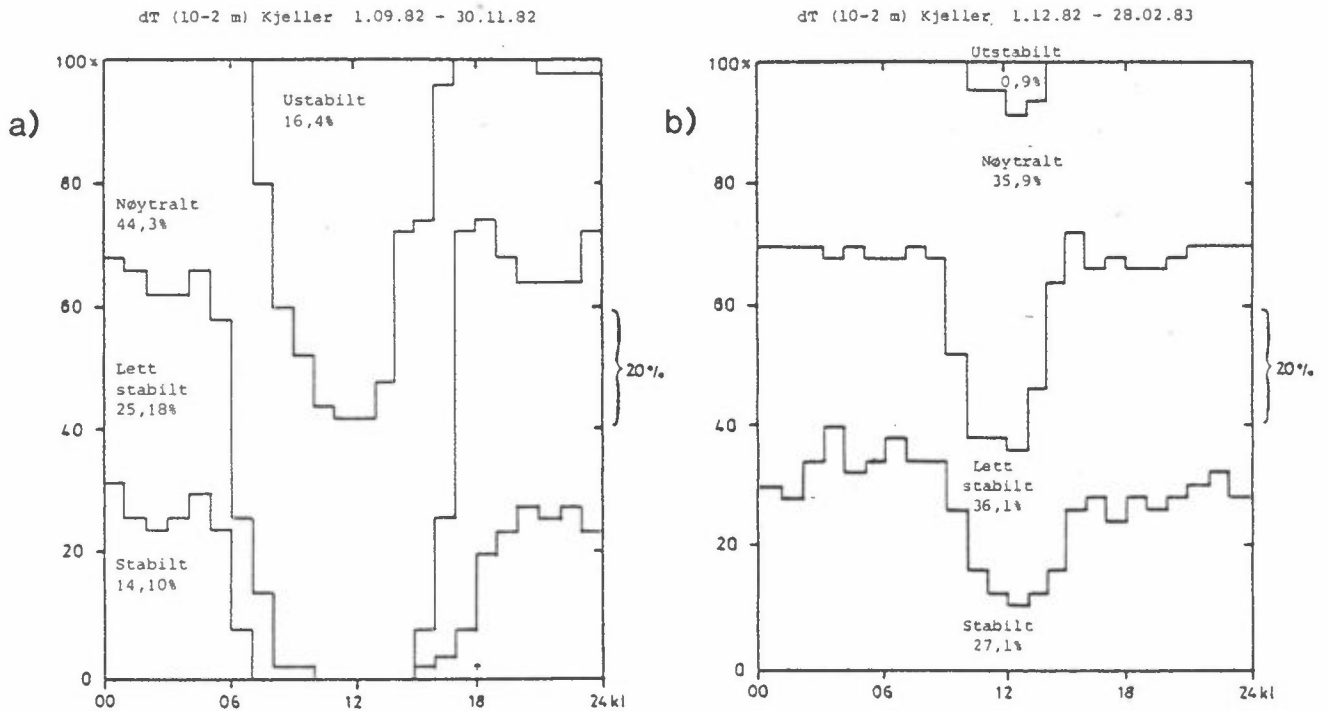 dT (10-2 m) Kjeller 1.09.82 - 30.11.82
a)
100%
80
60
40
20
0
00
06
12
18
24kl
Ustabilt
16,4%
Nøytralt
44,3%
Lett
stabilt
25,18%
Stabilt
14,10%
20%
dT (10-2 m) Kjeller 1.12.82 - 28.02.83
b)
100%
80
60
40
20
0
00
06
12
18
24kl
Utstabilt
0,9%
Nøytralt
35,9%
Lett
stabilt
36,1%
Stabilt
27,1%
20%